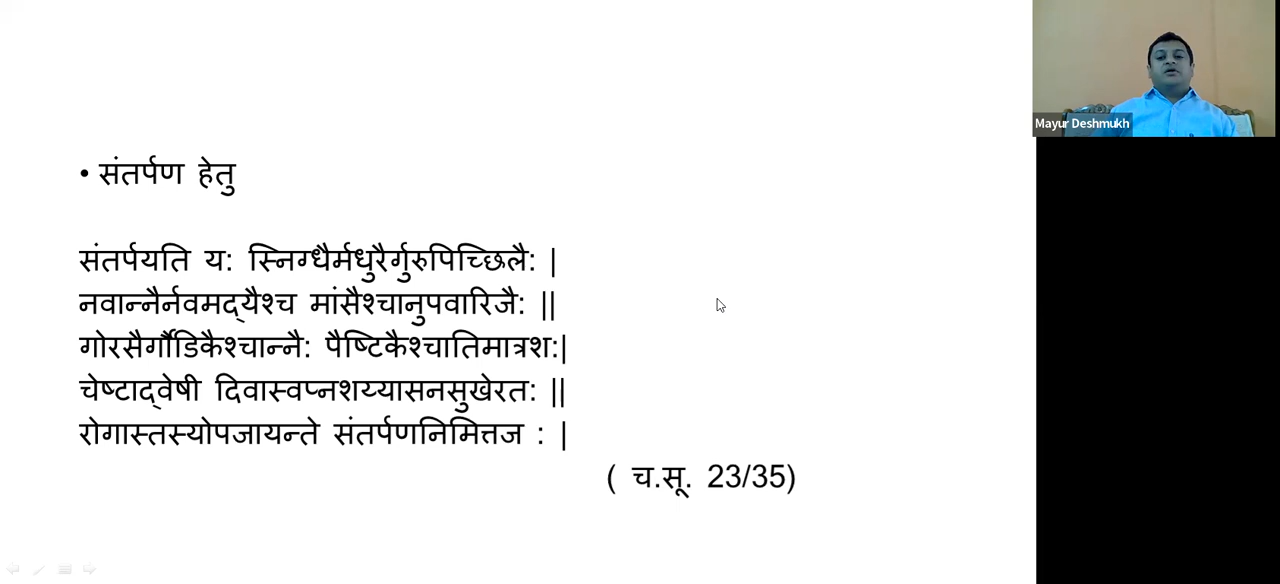 • संतर्पण हेतु
संतर्पयति य: स्निग्धैर्मधुरैर्गुरुपिच्छिलै: |
नवान्नैर्नवमद्यैश्च मांसैश्चानुपवारिजै: ||
गोरसैर्गौडिकैश्चान्नै: पैष्टिकैश्चातिमात्रश:|
चेष्टाद्वेषी दिवास्वप्नशय्यासनसुखेरत: ||
रोगास्तस्योपजायन्ते संतर्पणनिमित्तज : |
( च.सू. 23/35)
Mayur Deshmukh